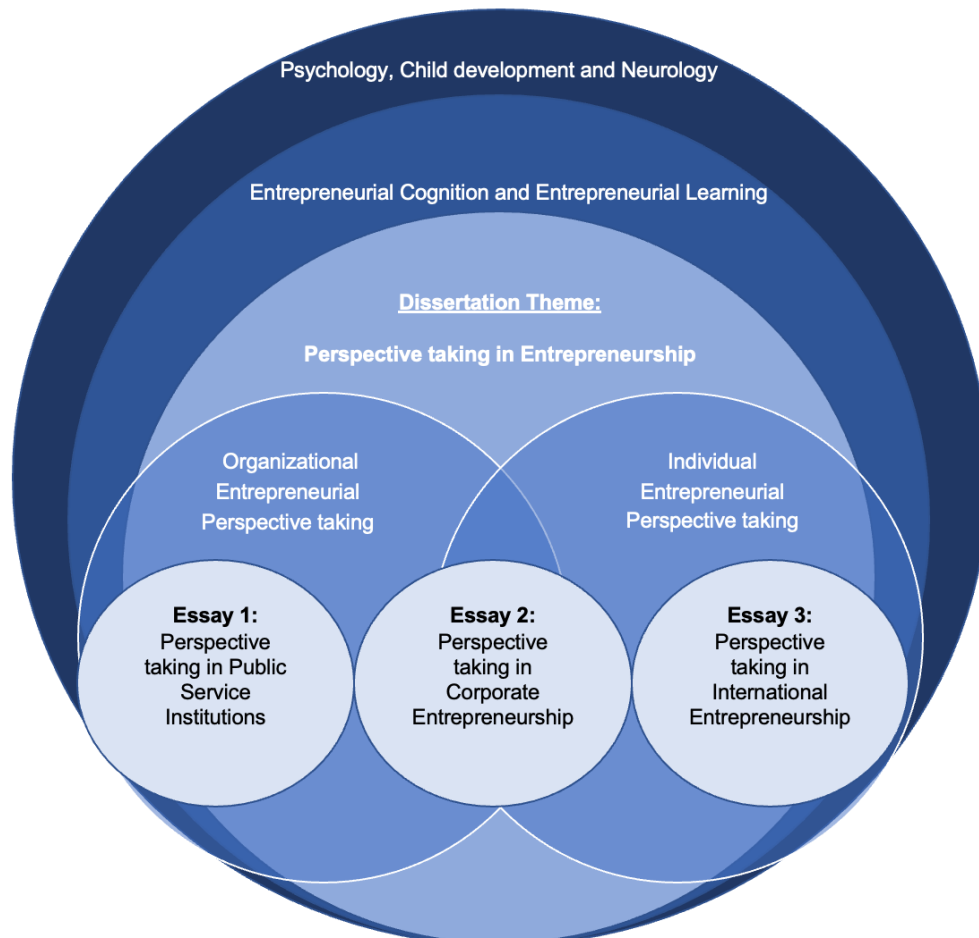 Psychology, Child development and Neurology
Entrepreneurial Cognition and Entrepreneurial Learning
Dissertation Theme:
Perspective taking in Entrepreneurship
Organizational
Entrepreneurial
Perspective taking
Individual
Entrepreneurial
Perspective taking
Essay 1:
Perspective
taking in Public
Service
Institutions
Essay 2:
Perspective
taking in
Corporate
Entrepreneurship
Essay 3:
Perspective
taking in
International
Entrepreneurship